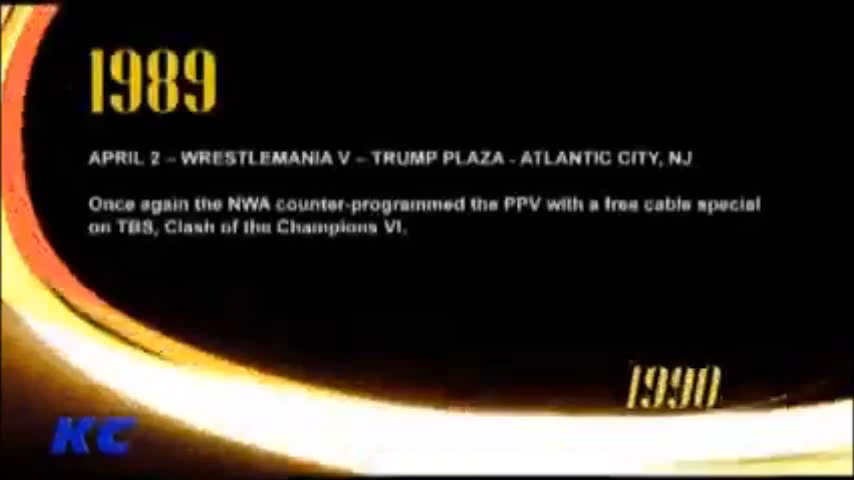 1989
APRIL 2 – WRESTLEMANIA V – TRUMP PLAZA - ATLANTIC CITY, NJ
Once again the NWA counter-programmed the PPV with a free cable special
on TBS, Clash of the Champions VI.
1990
KC